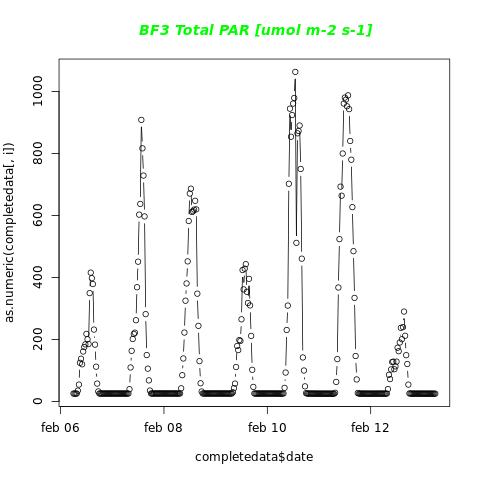 BF3 Total PAR [umol m-2 s-1]
as.numeric(completedata[, i])
1000
800
600
400
200
0
feb 06 feb 08 feb 10 feb 12
completedata$date